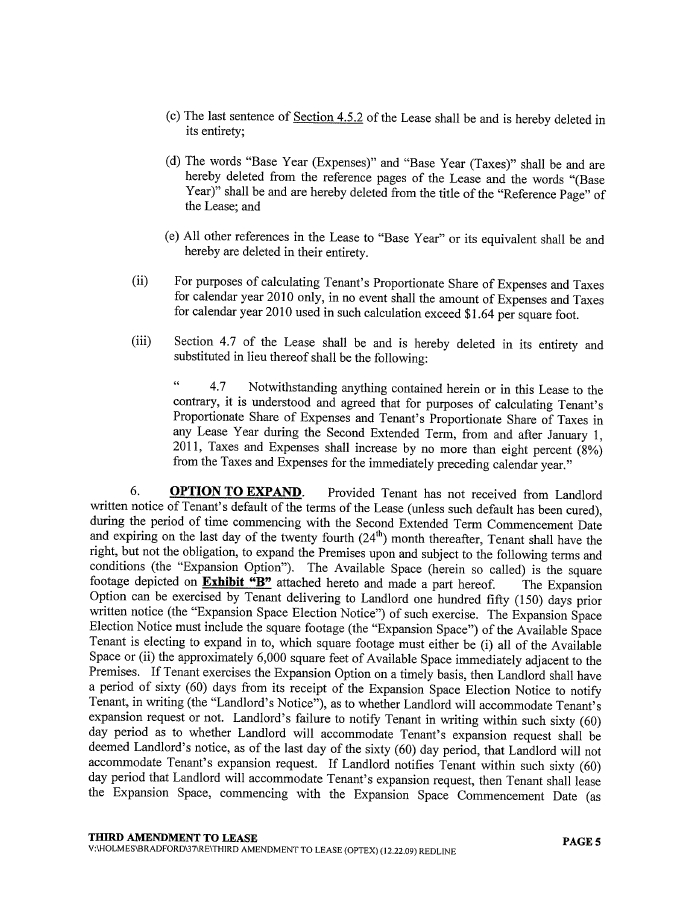 (c) The last sentence of Section 4.5.2 of the Lease shall be and is hereby deleted in
its entirety;
(d) The words “Base Year (Expenses)” and “Base Year (Taxes)” shall be and are
hereby deleted from the reference pages of the Lease and the words “(Base
Year)” shall be and are hereby deleted from the title of the “Reference Page” of
the Lease; and
(e) All other references in the Lease to “Base Year” or its equivalent shall be and
hereby are deleted in their entirety.
(ii) For purposes of calculating Tenant’s Proportionate Share of Expenses and Taxes
for calendar year 2010 only, in no event shall the amount of Expenses and Taxes
for calendar year 2010 used in such calculation exceed $1.64 per square foot.
(iii) Section 4.7 of the Lease shall be and is hereby deleted in its entirety and
substituted in lieu thereof shall be the following:
“ 4.7 Notwithstanding anything contained herein or in this Lease to the
contrary, it is understood and agreed that for purposes of calculating Tenant’s
Proportionate Share of Expenses and Tenant’s Proportionate Share of Taxes in
any Lease Year during the Second Extended Term, from and after January 1,
2011, Taxes and Expenses shall increase by no more than eight percent (8%)
from the Taxes and Expenses for the immediately preceding calendar year.”
6. OPTION TO EXPAND. Provided Tenant has not received from Landlord
written notice of Tenant’s default of the terms of the Lease (unless such default has been cured),
during the period of time commencing with the Second Extended Term Commencement Date
and expiring on the last day of the twenty fourth (24th) month thereafter, Tenant shall have the
right, but not the obligation, to expand the Premises upon and subject to the following terms and
conditions (the “Expansion Option”). The Available Space (herein so called) is the square
footage depicted on Exhibit “B” attached hereto and made a part hereof. The Expansion
Option can be exercised by Tenant delivering to Landlord one hundred fifty (150) days prior
written notice (the “Expansion Space Election Notice”) of such exercise. The Expansion Space
Election Notice must include the square footage (the “Expansion Space”) of the Available Space
Tenant is electing to expand in to, which square footage must either be (i) all of the Available
Space or (ii) the approximately 6,000 square feet of Available Space immediately adjacent to the
Premises. If Tenant exercises the Expansion Option on a timely basis, then Landlord shall have
a period of sixty (60) days from its receipt of the Expansion Space Election Notice to notify
Tenant, in writing (the “Landlord’s Notice”), as to whether Landlord will accommodate Tenant’s
expansion request or not. Landlord’s failure to notify Tenant in writing within such sixty (60)
day period as to whether Landlord will accommodate Tenant’s expansion request shall be
deemed Landlord’s notice, as of the last day of the sixty (60) day period, that Landlord will not
accommodate Tenant’s expansion request. If Landlord notifies Tenant within such sixty (60)
day period that Landlord will accommodate Tenant’s expansion request, then Tenant shall lease
the Expansion Space, commencing with the Expansion Space Commencement Date (as
THIRD AMENDMENT TO LEASE PAGE 5
V:\HOLMES\BRADFORD\37\RE\THIRD AMENDMENT TO LEASE (OPTEX) (12.22.09) REDLINE